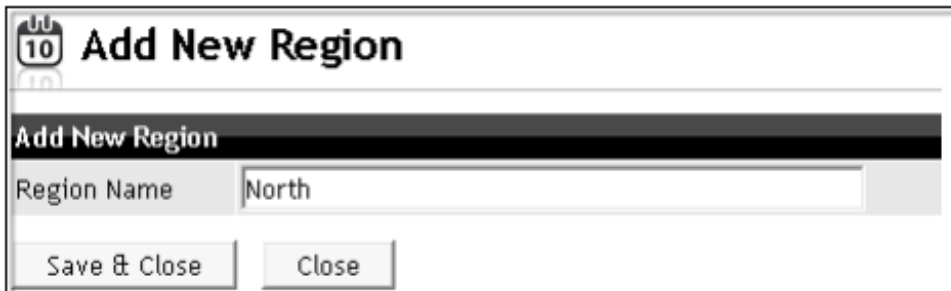 10 Add New Region
Add New Region
Region Name North
Save & Close Close